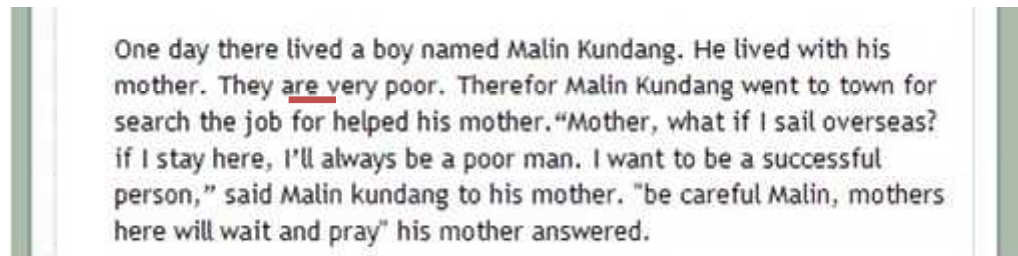 One day there lived a boy named Malin Kundang. He lived with his
mother. They are very poor. Therefor Malin Kundang went to town for
search the job for helped his mother.“Mother, what if I sail overseas?
if I stay here, I’ll always be a poor man. I want to be a successful
person,” said Malin kundang to his mother. "be careful Malin, mothers
here will wait and pray" his mother answered.